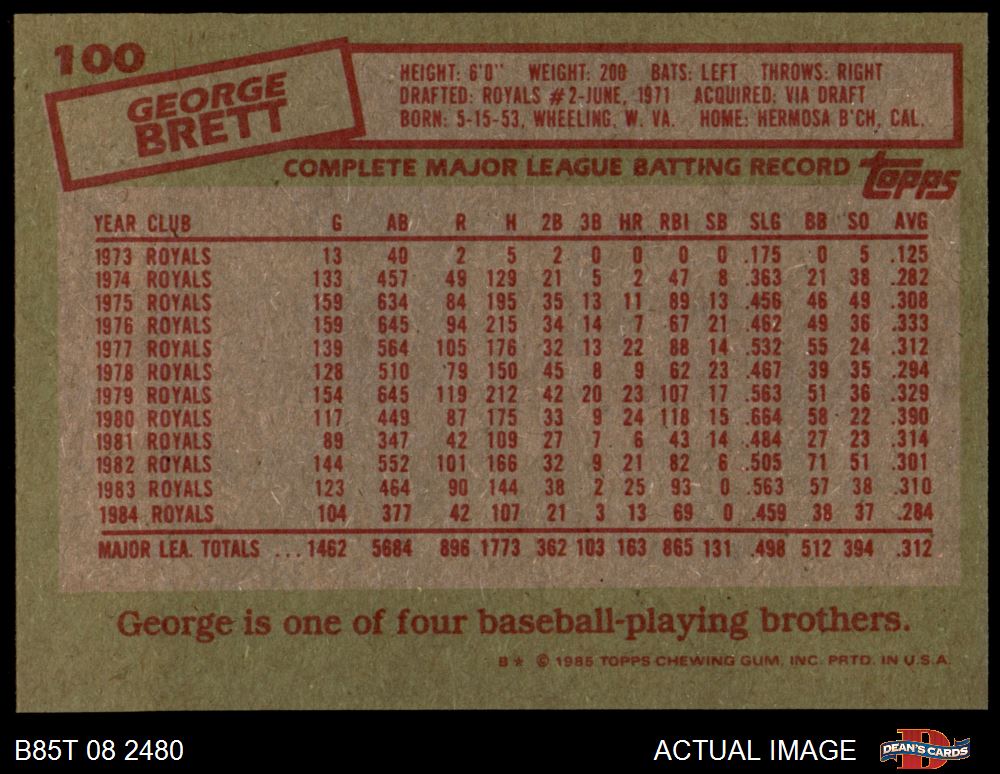 100
GEORGE
BRETT
HEIGHT: 6'0" WEIGHT: 200 BATS: LEFT THROWS: RIGHT
DRAFTED: ROYALS #2-JUNE, 1971 ACQUIRED: VIA DRAFT
BORN: 5-15-53, WHEELING, W. VA. HOME: HERMOSA B'CH, CAL.
COMPLETE MAJOR LEAGUE BATTING RECORD topps
YEAR CLUB G AB R H 2B 3B HR RBI SB SLG BB SO AVG
1973 ROYALS 13 40 2 5 2 0 0 0 0 .175 0 5 .125
1974 ROYALS 133 457 49 129 21 5 2 47 8 .363 21 38 .282
1975 ROYALS 159 634 84 195 35 13 11 89 13 .456 46 49 .308
1976 ROYALS 159 645 94 215 34 14 7 67 21 .462 49 36 .333
1977 ROYALS 139 564 105 176 32 13 22 88 14 .532 55 24 .312
1978 ROYALS 128 510 79 150 45 8 9 62 23 .467 39 35 .294
1979 ROYALS 154 645 119 212 42 20 23 107 17 .563 51 36 .329
1980 ROYALS 117 449 87 175 33 9 24 118 15 .664 58 22 .390
1981 ROYALS 89 347 42 109 27 7 6 43 14 .484 27 23 .314
1982 ROYALS 144 552 101 166 32 9 21 82 6 .505 71 51 .301
1983 ROYALS 123 464 90 144 38 2 25 93 0 .563 57 38 .310
1984 ROYALS 104 377 42 107 21 3 13 69 0 .459 38 37 .284
MAJOR LEA. TOTALS ...1462 5684 896 1773 362 103 163 865 131 .498 512 394 .312
George is one of four baseball-playing brothers.
B* © 1985 TOPPS CHEWING GUM, INC. PRTD. IN U.S.A.
B85T 08 2480 ACTUAL IMAGE DEAN'S CARDS